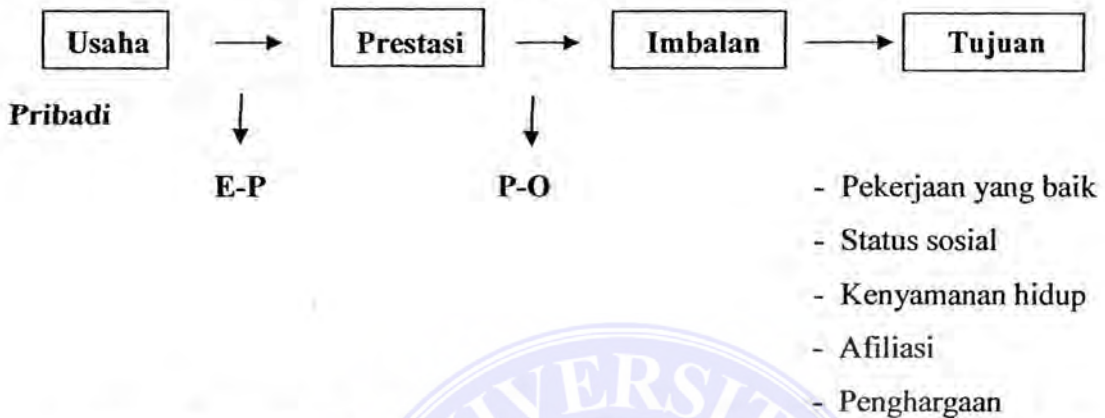 Usaha Prestasi Imbalan Tujuan
Pribadi
E-P P-O
- Pekerjaan yang baik
- Status sosial
- Kenyamanan hidup
- Afiliasi
- Penghargaan